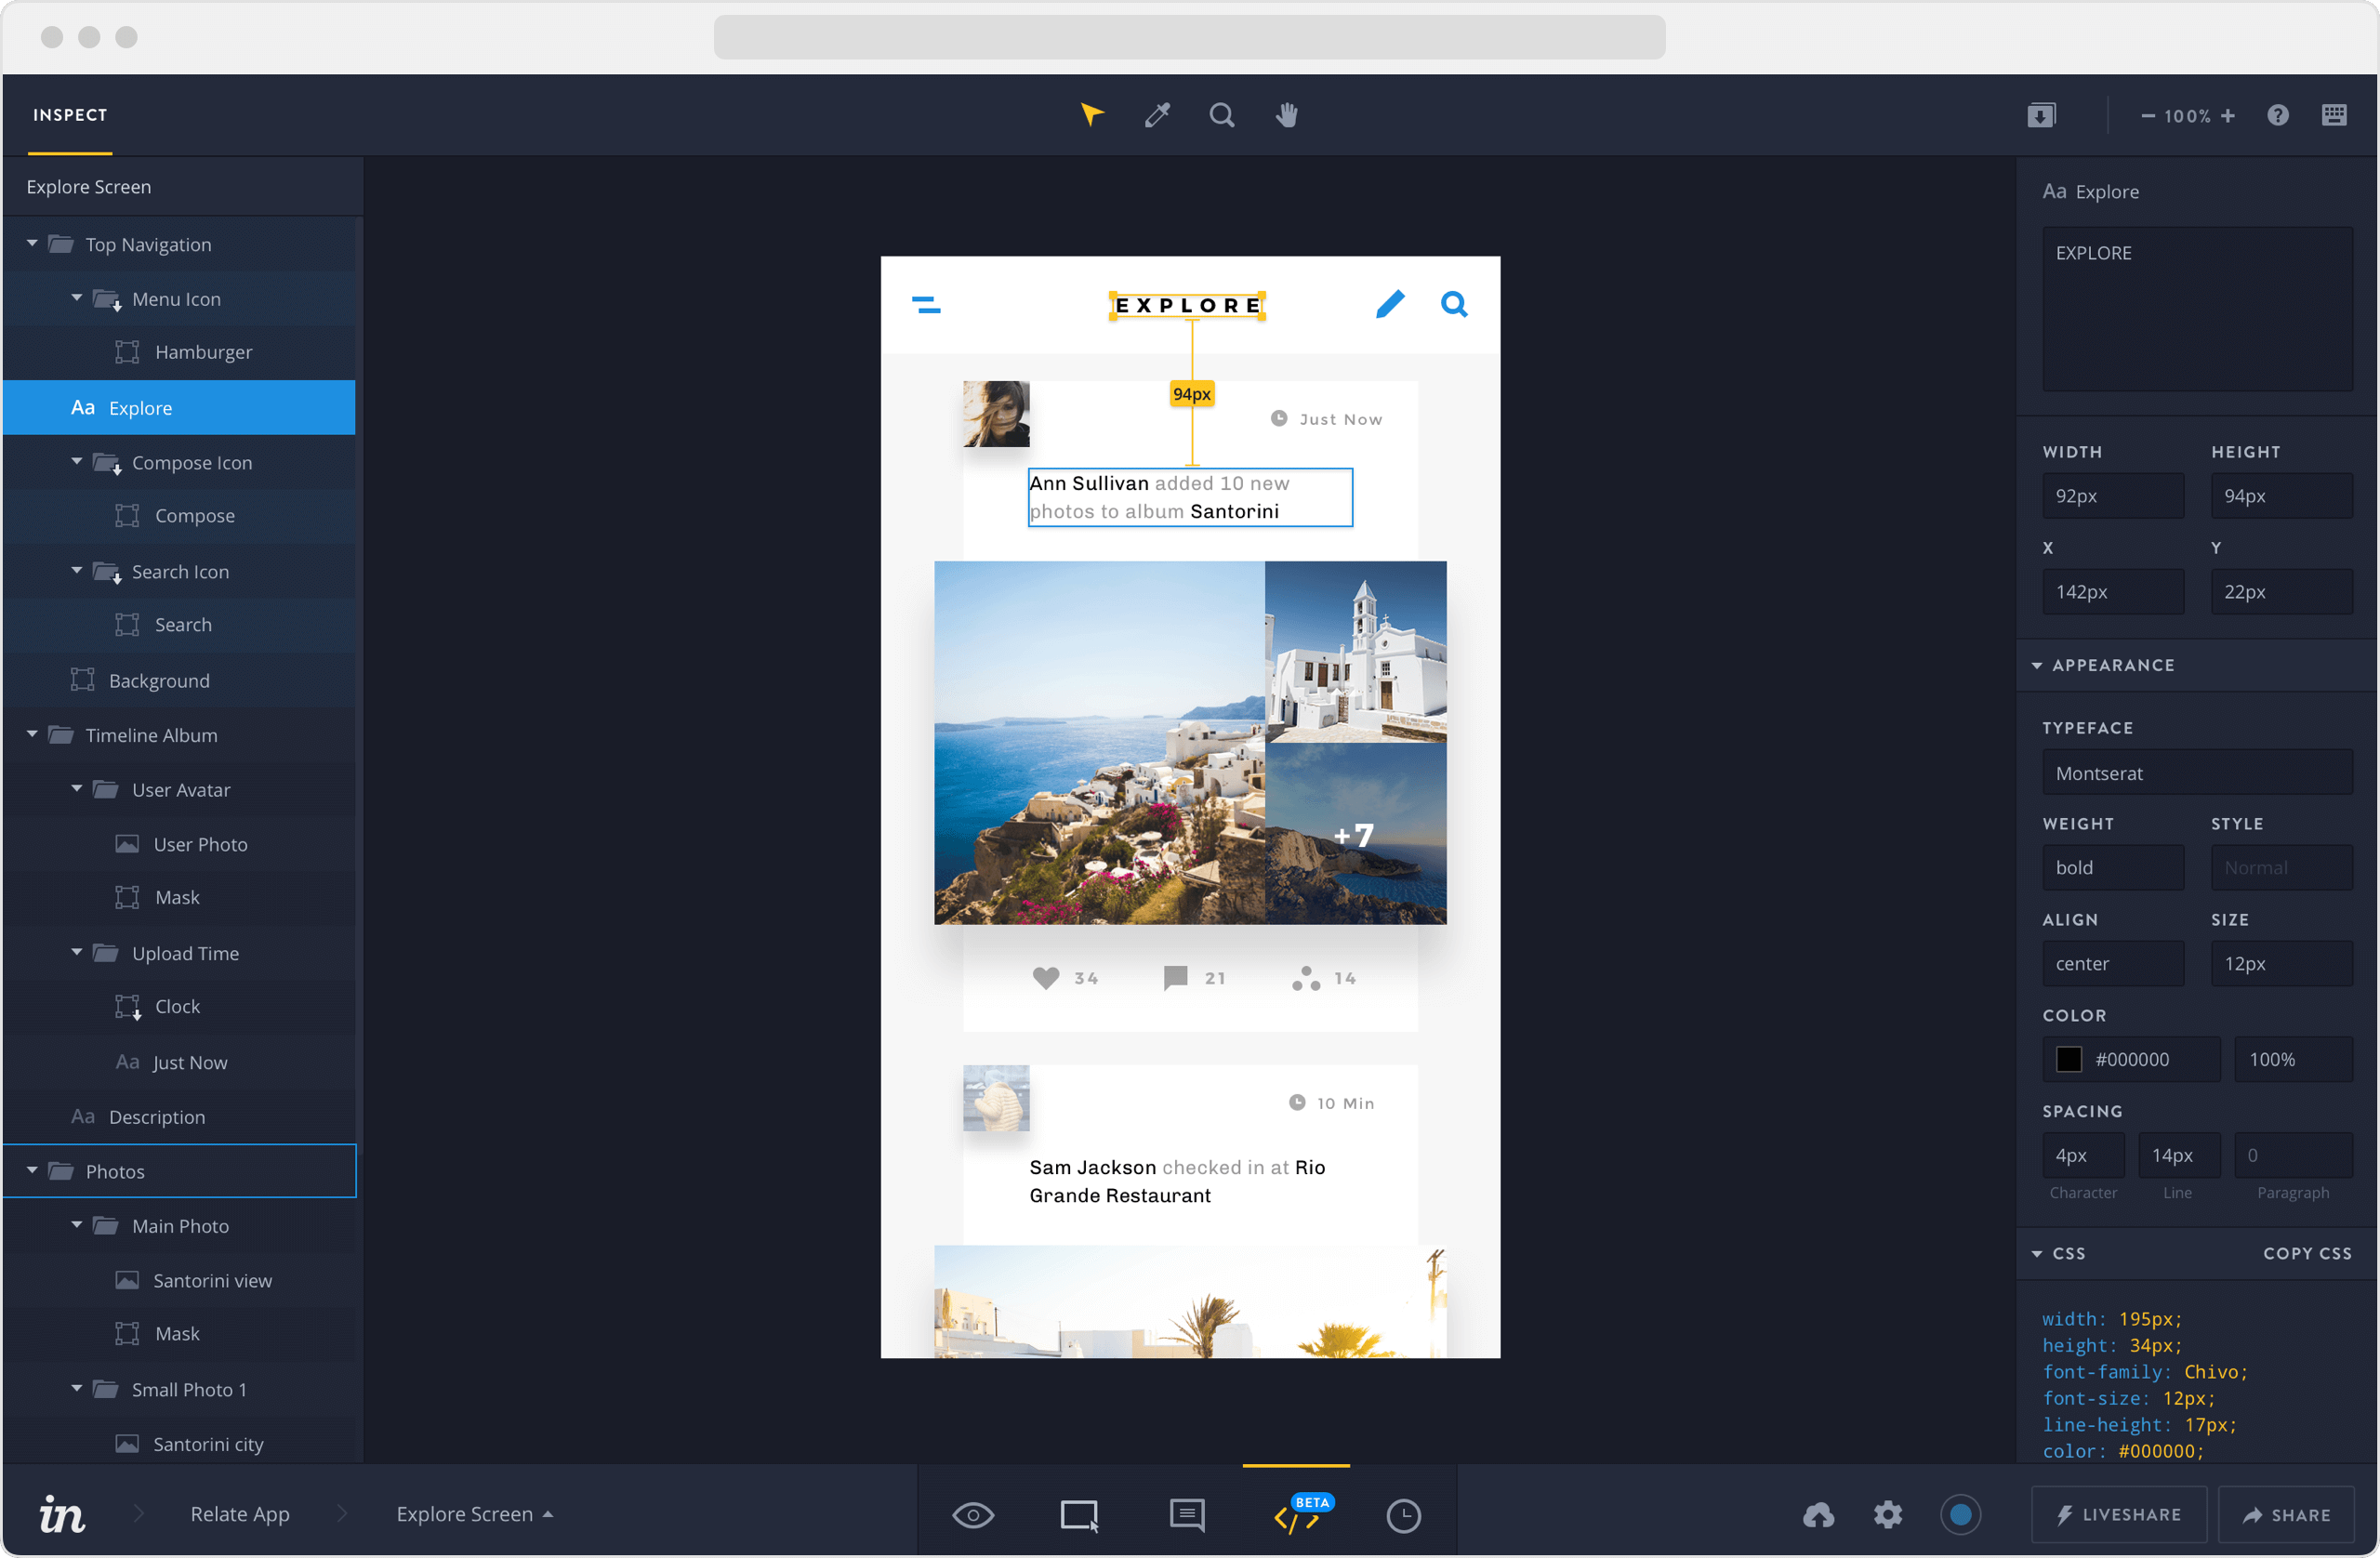 INSPECT
100%
Explore Screen
Top Navigation
Menu Icon
Hamburger
Aa Explore
Compose Icon
Compose
Search Icon
Search
Background
Timeline Album
User Avatar
User Photo
Mask
Upload Time
Clock
Aa Just Now
Aa Description
Photos
Main Photo
Santorini view
Mask
Small Photo 1
Santorini city
EXPLORE
94px
Just Now
Ann Sullivan added 10 new
photos to album Santorini
+7
34 21 14
10 Min
Sam Jackson checked in at Rio
Grande Restaurant
Aa Explore
EXPLORE
WIDTH HEIGHT
92px 94px
X Y
142px 22px
APPEARANCE
TYPEFACE
Montserat
WEIGHT STYLE
bold Normal
ALIGN SIZE
center 12px
COLOR
#000000 100%
SPACING
4px 14px 0
Character Line Paragraph
CSS COPY CSS
width: 195px;
height: 34px;
font-family: Chivo;
font-size: 12px;
line-height: 17px;
color: #000000;
in Relate App Explore Screen
BETA
LIVESHARE SHARE